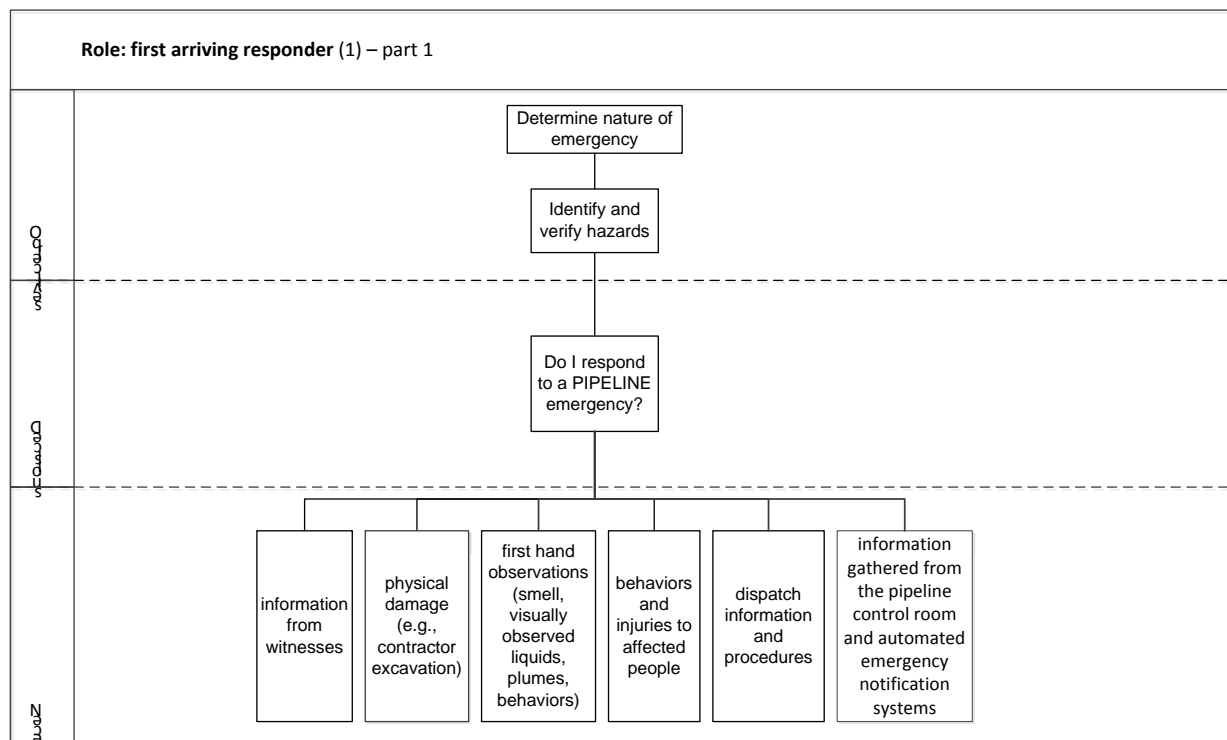 Role: first arriving responder (1) – part 1
Determine nature of
emergency
Identify and
verify hazards
Do I respond
to a PIPELINE
emergency?
information
from
witnesses
physical
damage
(e.g.,
contractor
excavation)
first hand
observations
(smell,
visually
observed
liquids,
plumes,
behaviors)
behaviors
and
injuries to
affected
people
dispatch
information
and
procedures
information
gathered from
the pipeline
control room
and automated
emergency
notification
systems